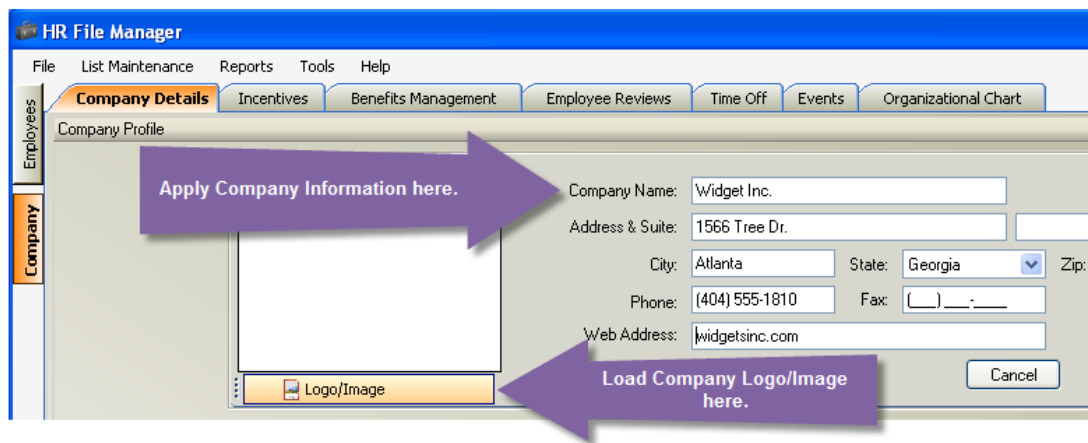 HR File Manager
File List Maintenance Reports Tools Help
Company Details Incentives Benefits Management Employee Reviews Time Off Events Organizational Chart
Employees
Company
Company Profile
Apply Company Information here.
Company Name: Widget Inc.
Address & Suite: 1566 Tree Dr.
City: Atlanta State: Georgia Zip:
Phone: (404) 555-1810 Fax: (___) ___-____
Web Address: widgetsinc.com
Logo/Image
Load Company Logo/Image
here.
Cancel